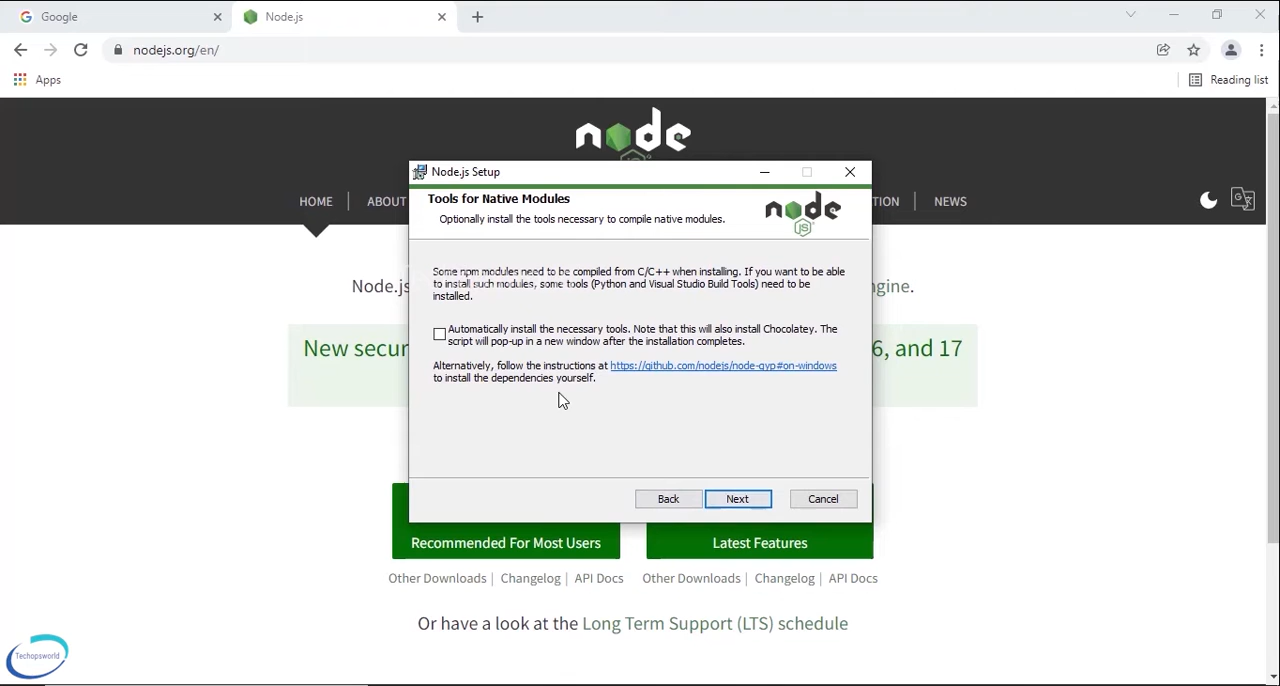 Google
Node.js
nodejs.org/en/
Apps
Reading list
node
HOME
ABOUT
NEWS
Node.js Setup
Tools for Native Modules
Optionally install the tools necessary to compile native modules.
node
JS
Some npm modules need to be compiled from C/C++ when installing. If you want to be able
to install such modules, some tools (Python and Visual Studio Build Tools) need to be
installed.
Automatically install the necessary tools. Note that this will also install Chocolatey. The
script will pop-up in a new window after the installation completes.
Alternatively, follow the instructions at https://github.com/nodejs/node-gyp#on-windows
to install the dependencies yourself.
Back
Next
Cancel
Node.js
New secur
6, and 17
Recommended For Most Users
Latest Features
Other Downloads | Changelog | API Docs
Other Downloads | Changelog | API Docs
Or have a look at the Long Term Support (LTS) schedule
Techopsworld